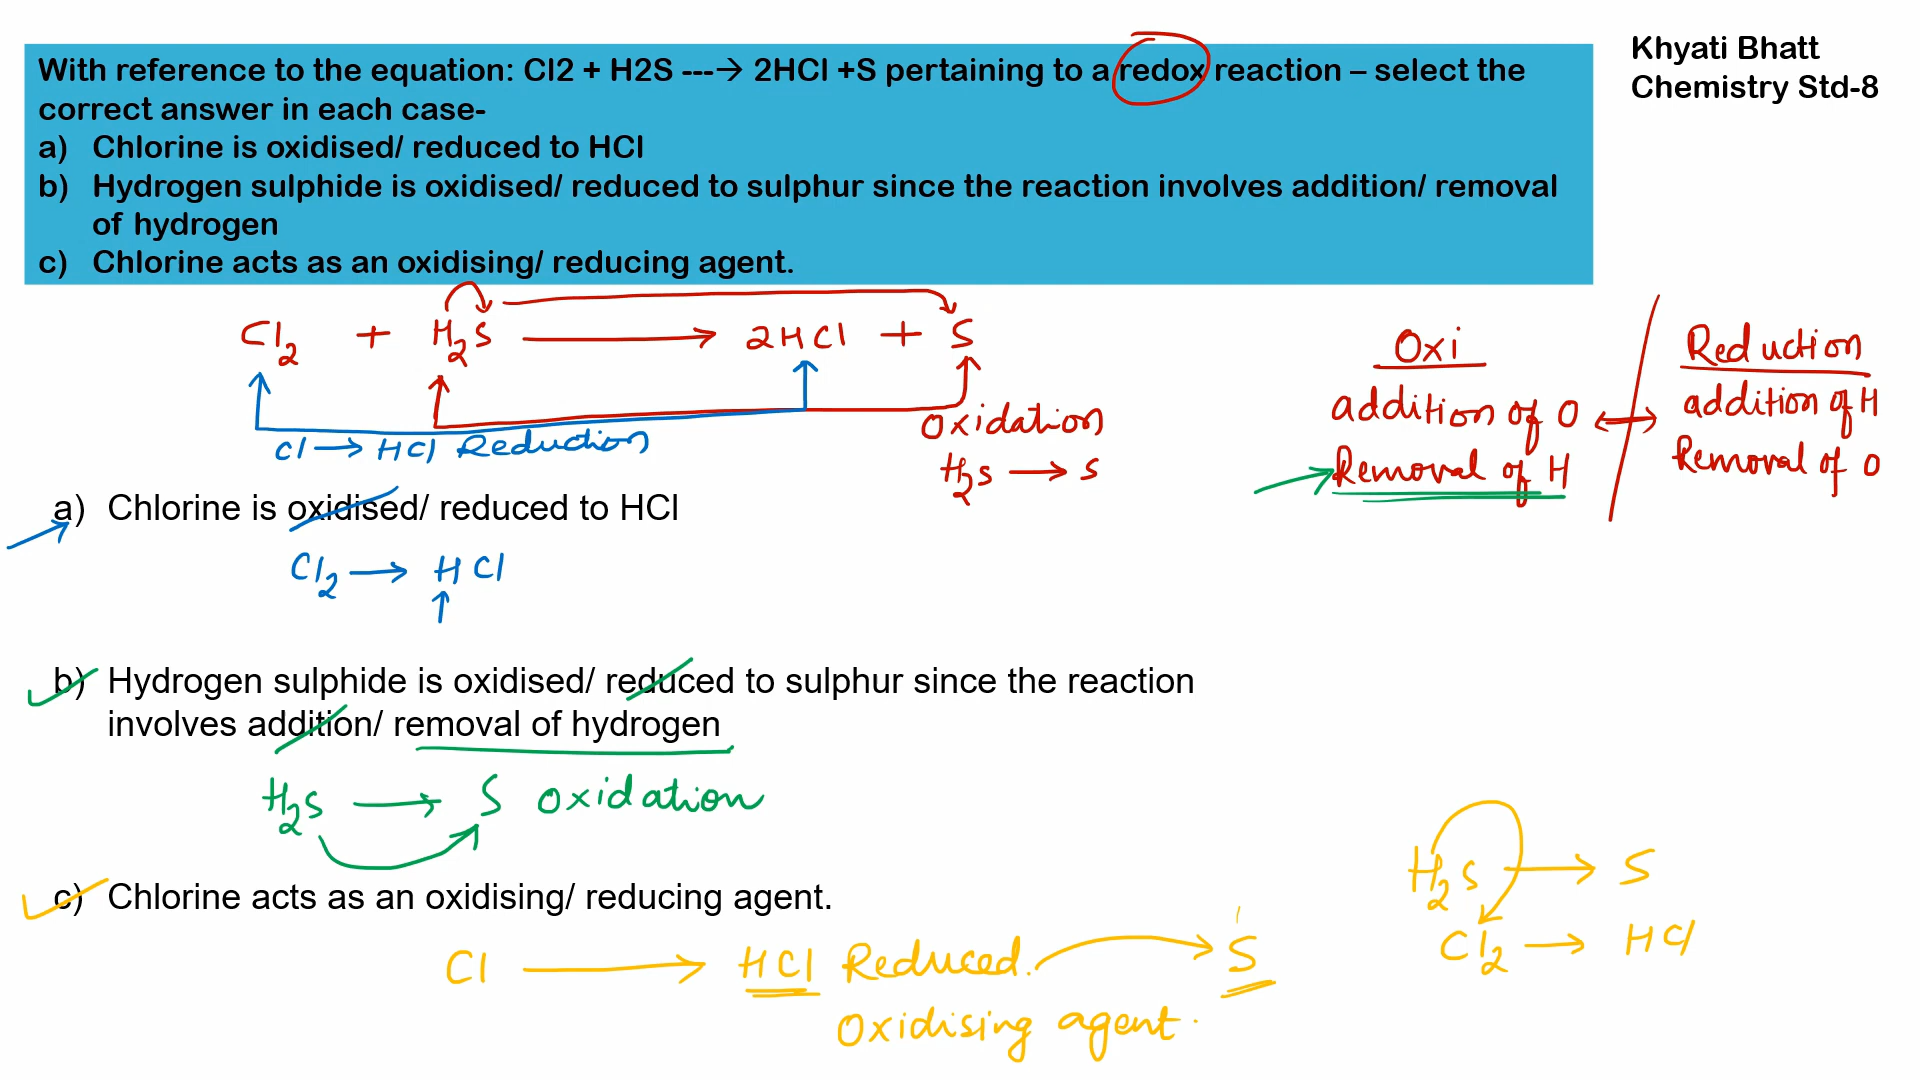 With reference to the equation: Cl2 + H2S ---→ 2HCl +S pertaining to a redox reaction – select the
correct answer in each case-
a) Chlorine is oxidised/ reduced to HCl
b) Hydrogen sulphide is oxidised/ reduced to sulphur since the reaction involves addition/ removal
of hydrogen
c) Chlorine acts as an oxidising/ reducing agent.
Khyati Bhatt
Chemistry Std-8
Cl2 + H2S → 2HCl + S
Cl → HCl Reduction
Oxidation
H2S → S
Oxi
addition of O
Removal of H
Reduction
addition of H
Removal of O
a) Chlorine is oxidised/ reduced to HCl
Cl2 → HCl
b) Hydrogen sulphide is oxidised/ reduced to sulphur since the reaction
involves addition/ removal of hydrogen
H2S → S Oxidation
c) Chlorine acts as an oxidising/ reducing agent.
Cl → HCl Reduced. S
Oxidising agent.
H2S → S
Cl2 → HCl